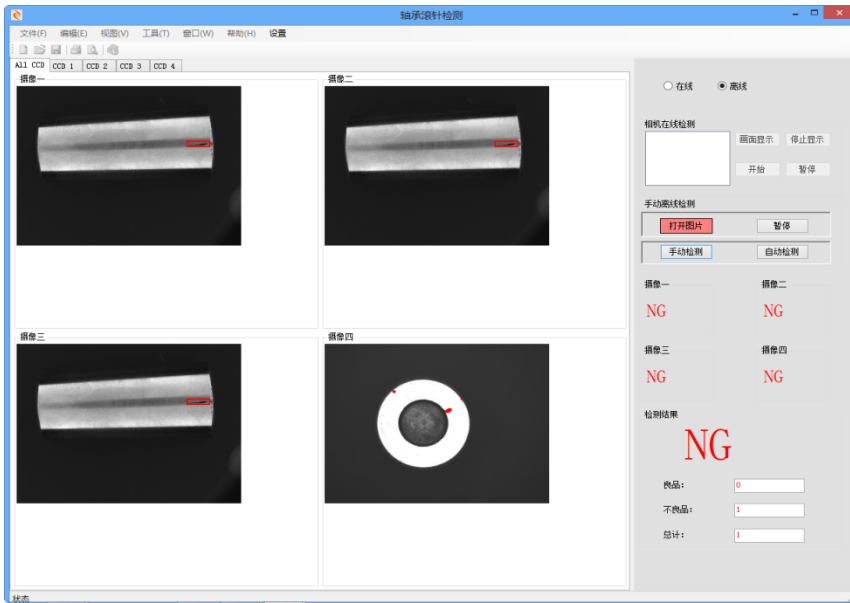 轴承滚针检测
文件(F) 编辑(E) 视图(V) 工具(T) 窗口(W) 帮助(H) 设置
All CCD CCD 1 CCD 2 CCD 3 CCD 4
摄像一 摄像二
摄像三 摄像四
在线 离线
相机在线检测
画面显示 停止显示
开始 暂停
手动离线检测
打开图片 暂停
手动检测 自动检测
摄像一 摄像二
NG NG
摄像三 摄像四
NG NG
检测结果
NG
良品: 0
不良品: 1
总计: 1
状态